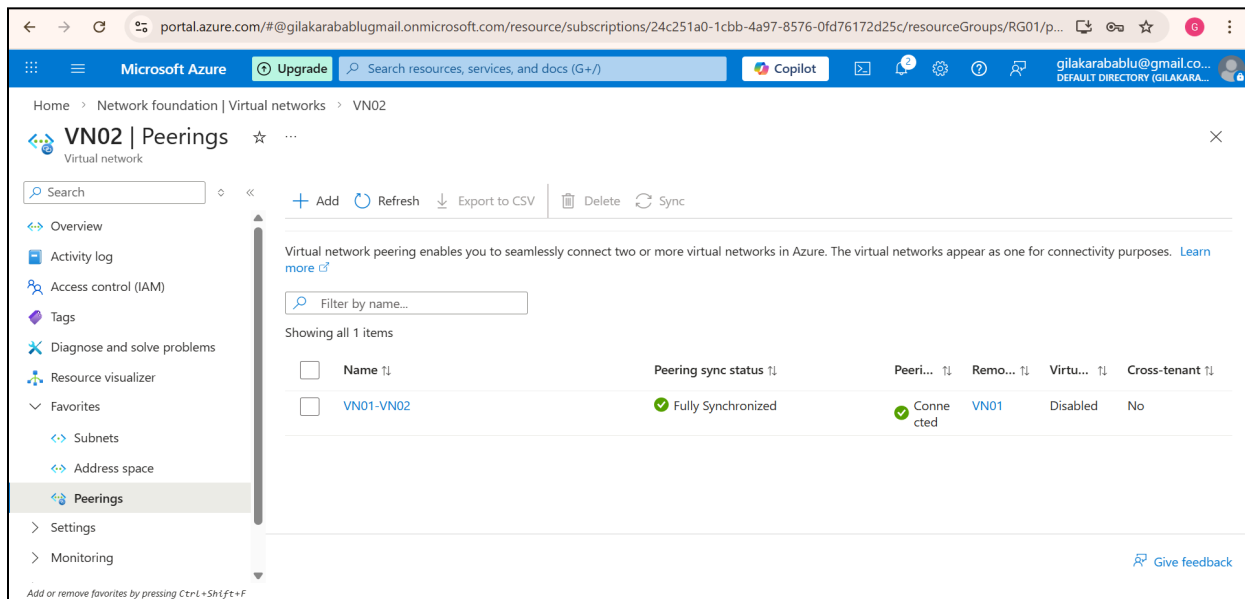 portal.azure.com/#@gilakarabablugmail.onmicrosoft.com/resource/subscriptions/24c251a0-1cbb-4a97-8576-0fd76172d25c/resourceGroups/RG01/p...
G
Microsoft Azure
Upgrade
Search resources, services, and docs (G+/)
Copilot
2
gilakarabablu@gmail.co...
DEFAULT DIRECTORY (GILAKARA...
Home > Network foundation | Virtual networks > VN02
VN02 | Peerings
Virtual network
Search
Add
Refresh
Export to CSV
Delete
Sync
Overview
Activity log
Access control (IAM)
Tags
Diagnose and solve problems
Resource visualizer
Favorites
Subnets
Address space
Peerings
Settings
Monitoring
Add or remove favorites by pressing Ctrl+Shift+F
Virtual network peering enables you to seamlessly connect two or more virtual networks in Azure. The virtual networks appear as one for connectivity purposes. Learn
more
Filter by name...
Showing all 1 items
Name Peering sync status Peeri... Remo... Virtu... Cross-tenant
VN01-VN02 Fully Synchronized Conne VN01 Disabled No
cted
Give feedback